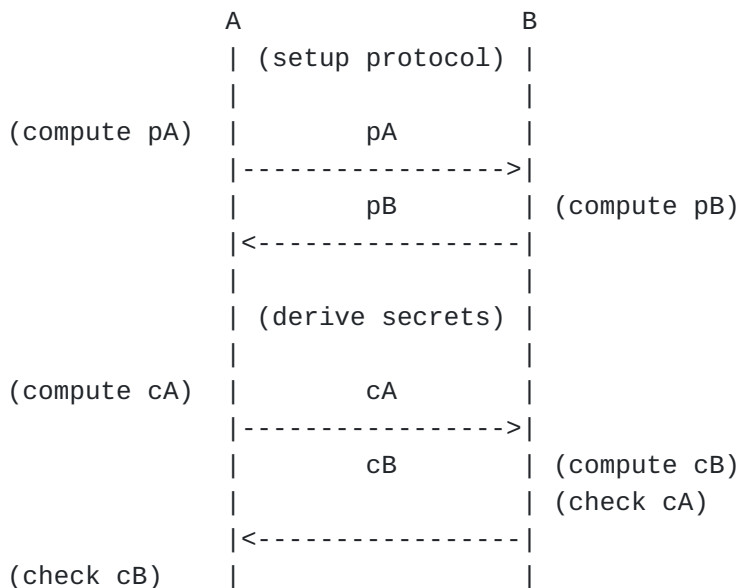 A                  B
| (setup protocol) |
|                  |
(compute pA)  |        pA        |
|----------------->|
|        pB        | (compute pB)
|<-----------------|
|                  |
| (derive secrets) |
|                  |
(compute cA)  |        cA        |
|----------------->|
|        cB        | (compute cB)
|                  | (check cA)
|<-----------------|
(check cB)    |                  |